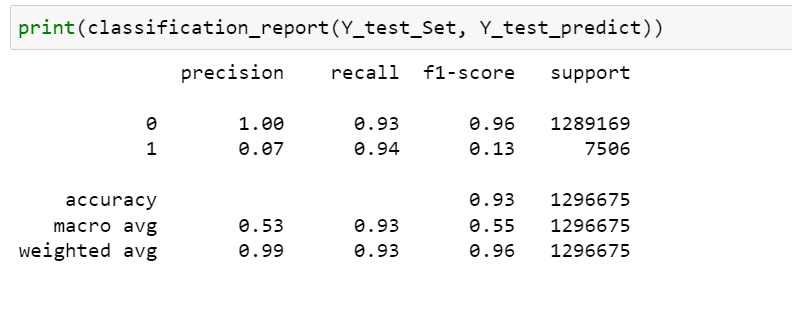 print(classification_report(Y_test_Set, Y_test_predict))
precision recall f1-score support
0 1.00 0.93 0.96 1289169
1 0.07 0.94 0.13 7506
accuracy 0.93 1296675
macro avg 0.53 0.93 0.55 1296675
weighted avg 0.99 0.93 0.96 1296675